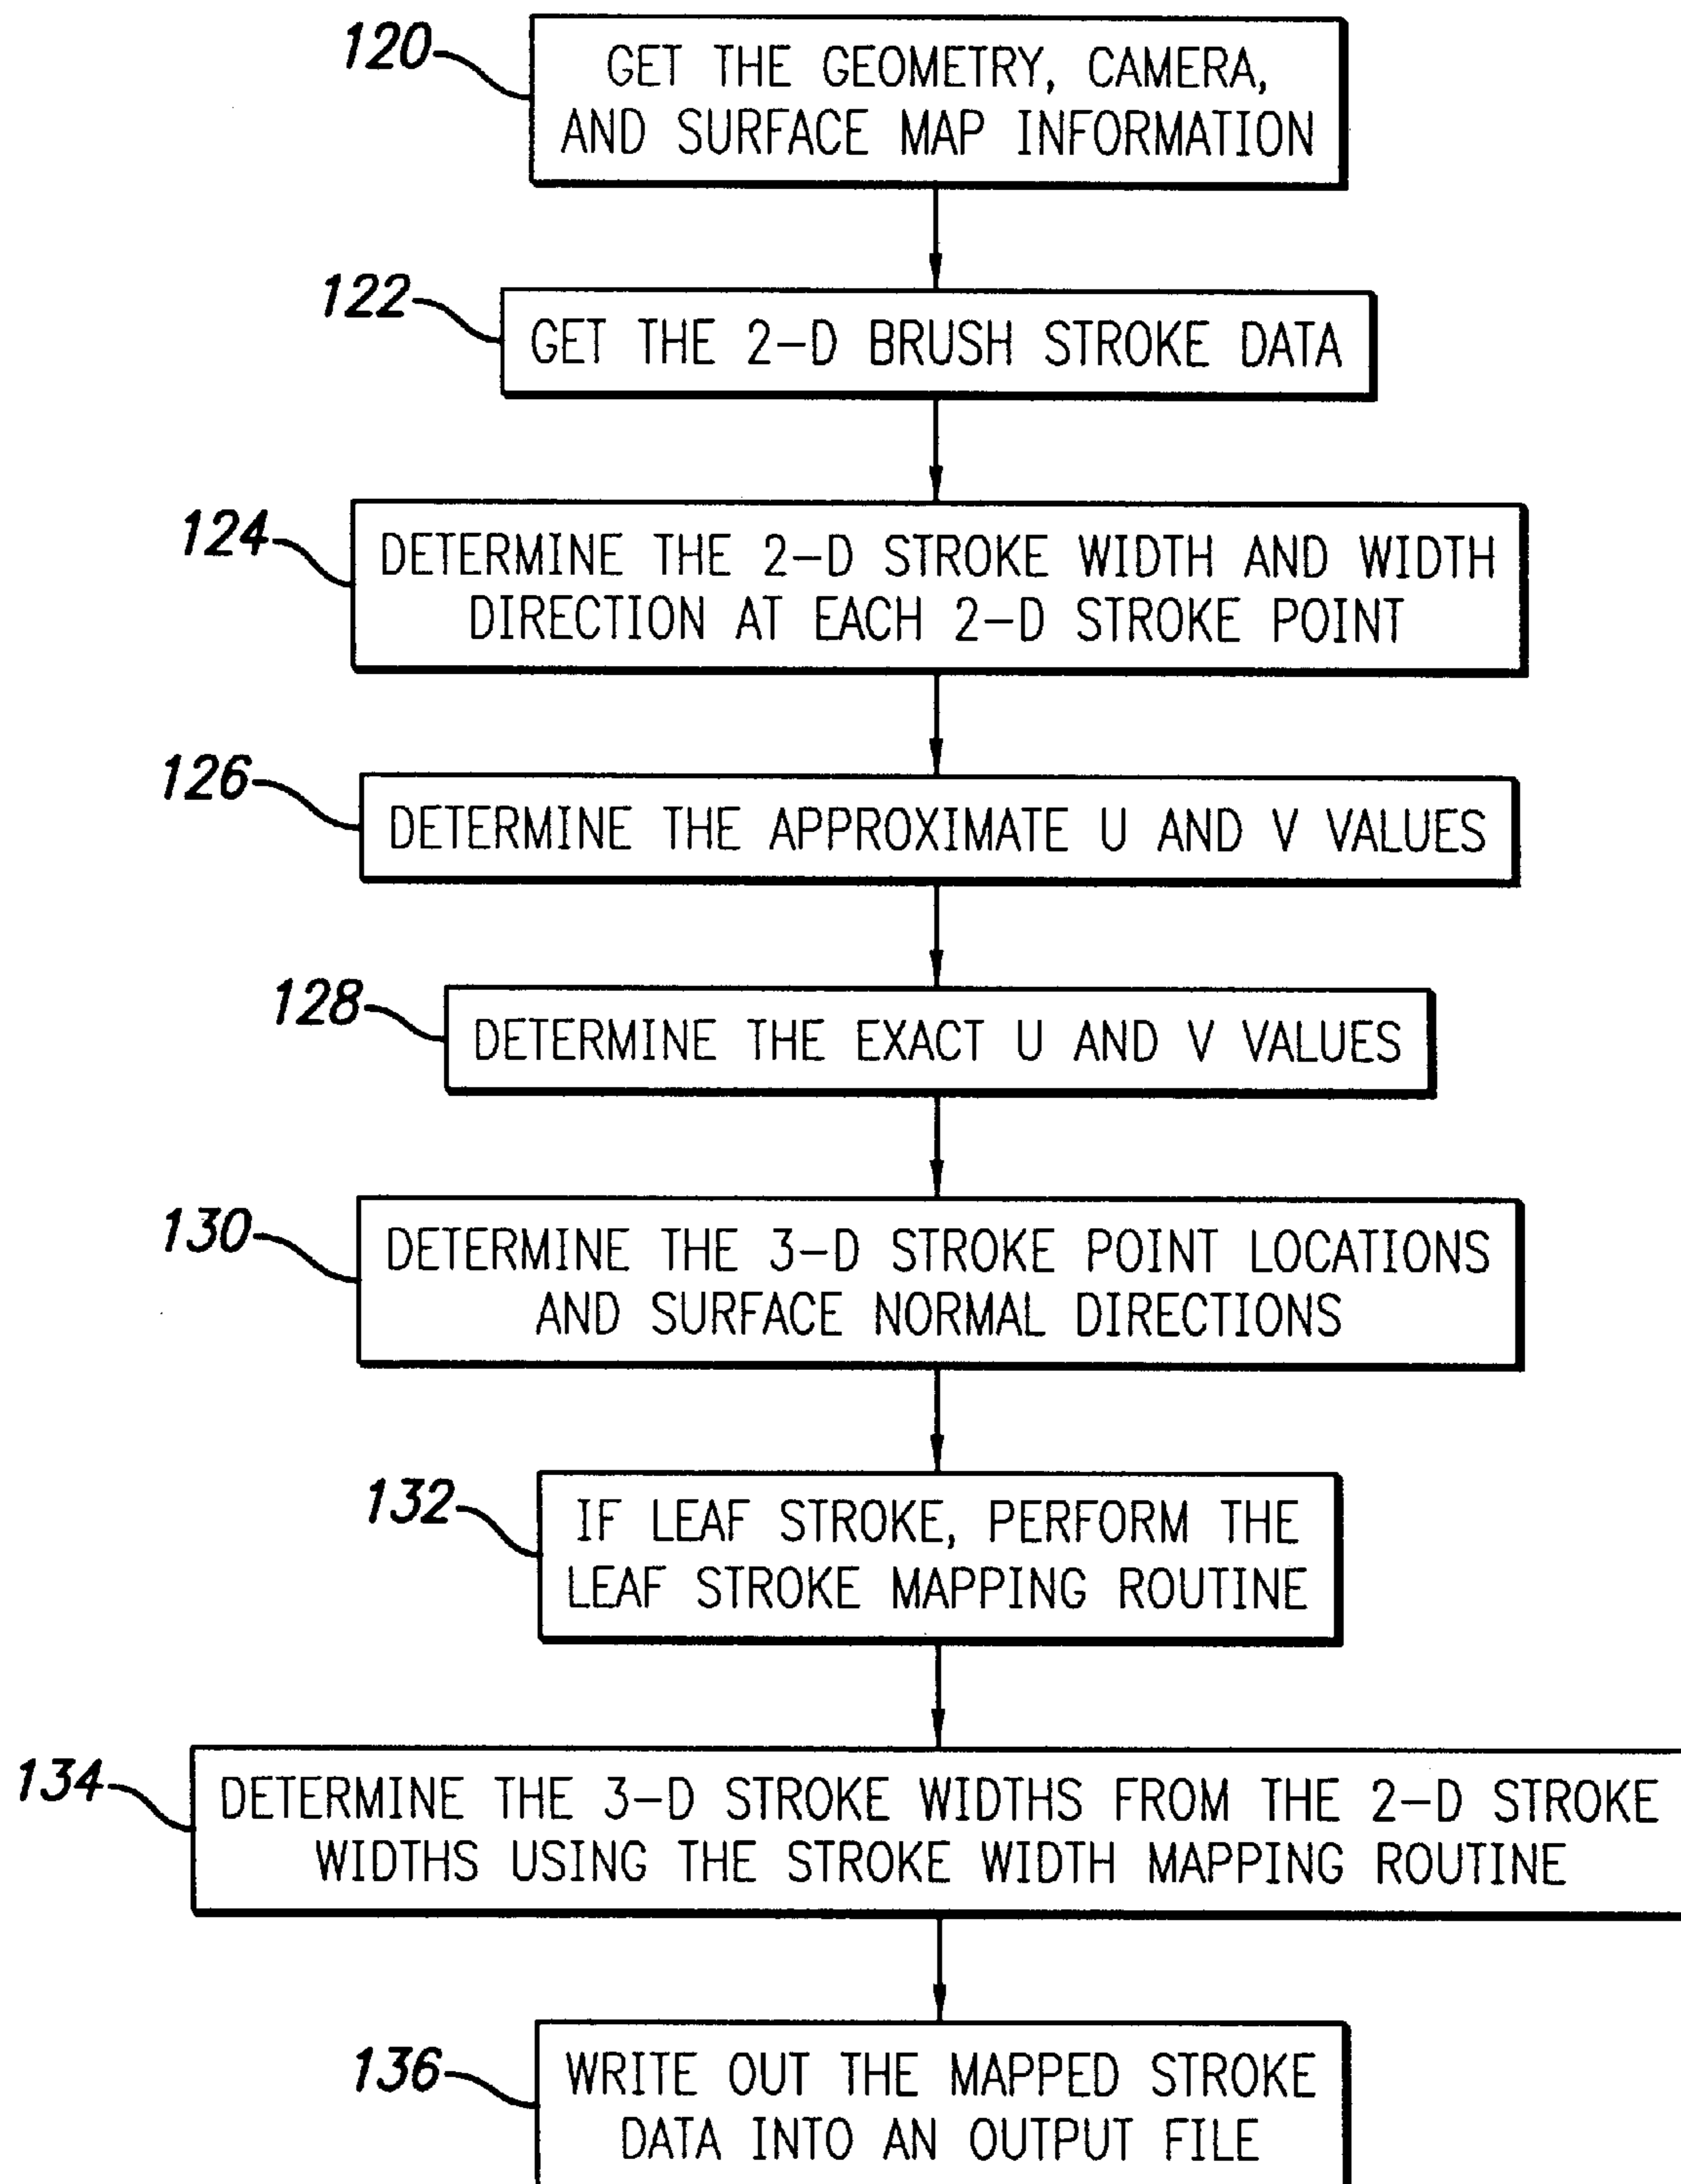 120
GET THE GEOMETRY, CAMERA,
AND SURFACE MAP INFORMATION
122
GET THE 2-D BRUSH STROKE DATA
124
DETERMINE THE 2-D STROKE WIDTH AND WIDTH
DIRECTION AT EACH 2-D STROKE POINT
126
DETERMINE THE APPROXIMATE U AND V VALUES
128
DETERMINE THE EXACT U AND V VALUES
130
DETERMINE THE 3-D STROKE POINT LOCATIONS
AND SURFACE NORMAL DIRECTIONS
132
IF LEAF STROKE, PERFORM THE
LEAF STROKE MAPPING ROUTINE
134
DETERMINE THE 3-D STROKE WIDTHS FROM THE 2-D STROKE
WIDTHS USING THE STROKE WIDTH MAPPING ROUTINE
136
WRITE OUT THE MAPPED STROKE
DATA INTO AN OUTPUT FILE